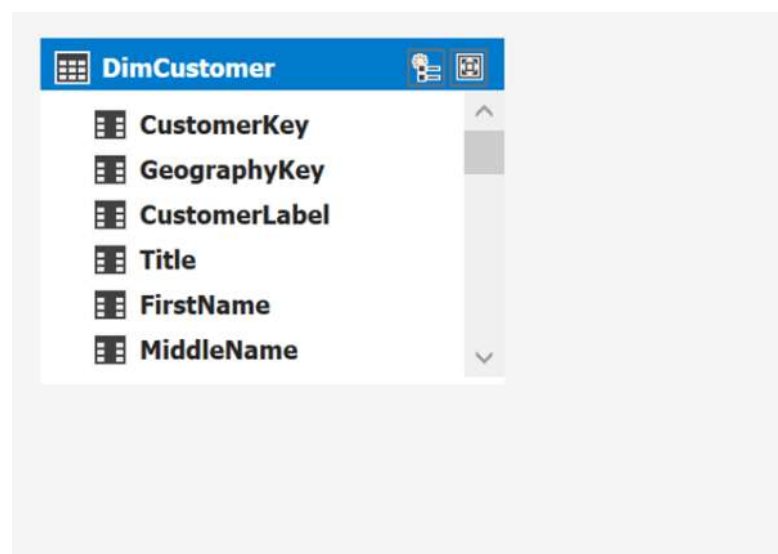 DimCustomer
CustomerKey
GeographyKey
CustomerLabel
Title
FirstName
MiddleName